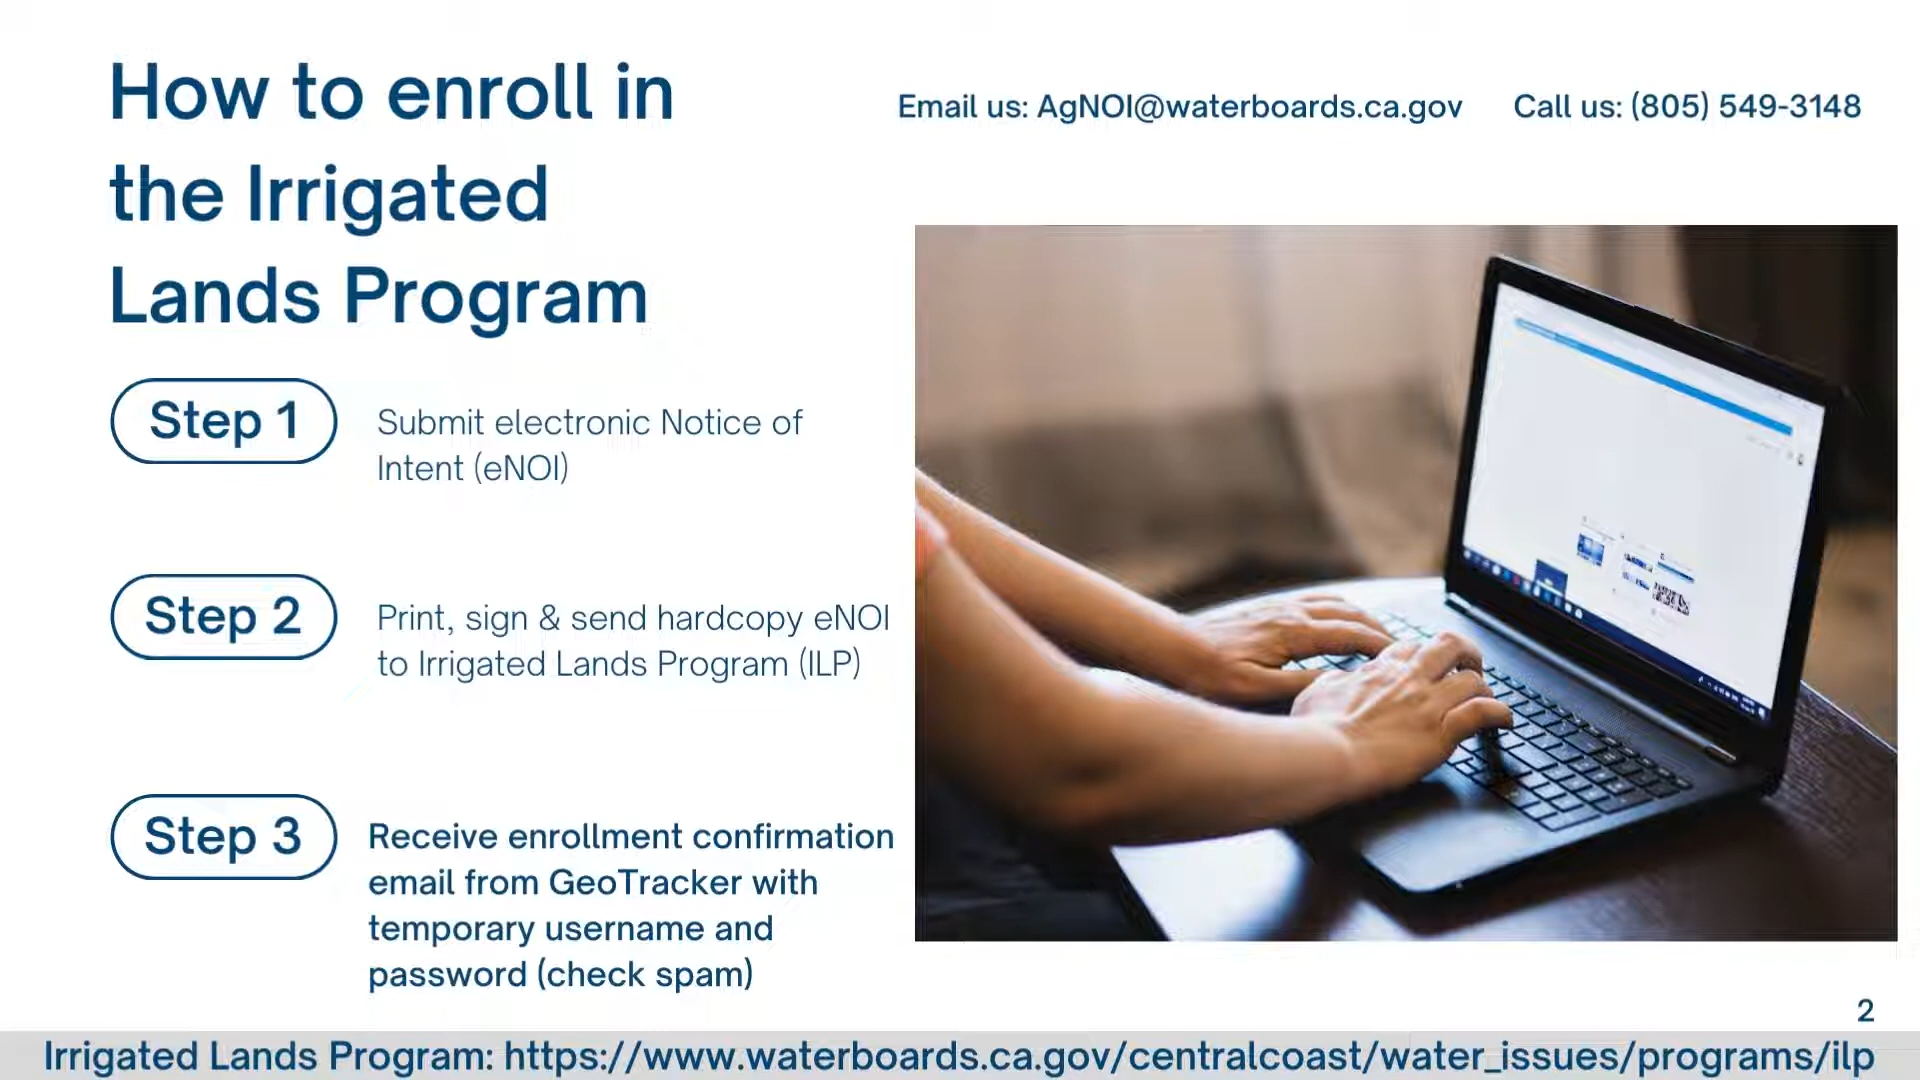 How to enroll in
the Irrigated
Lands Program
Email us: AgNOI@waterboards.ca.gov
Call us: (805) 549-3148
Step 1
Submit electronic Notice of
Intent (eNOI)
Step 2
Print, sign & send hardcopy eNOI
to Irrigated Lands Program (ILP)
Step 3
Receive enrollment confirmation
email from GeoTracker with
temporary username and
password (check spam)
2
Irrigated Lands Program: https://www.waterboards.ca.gov/centralcoast/water_issues/programs/ilp